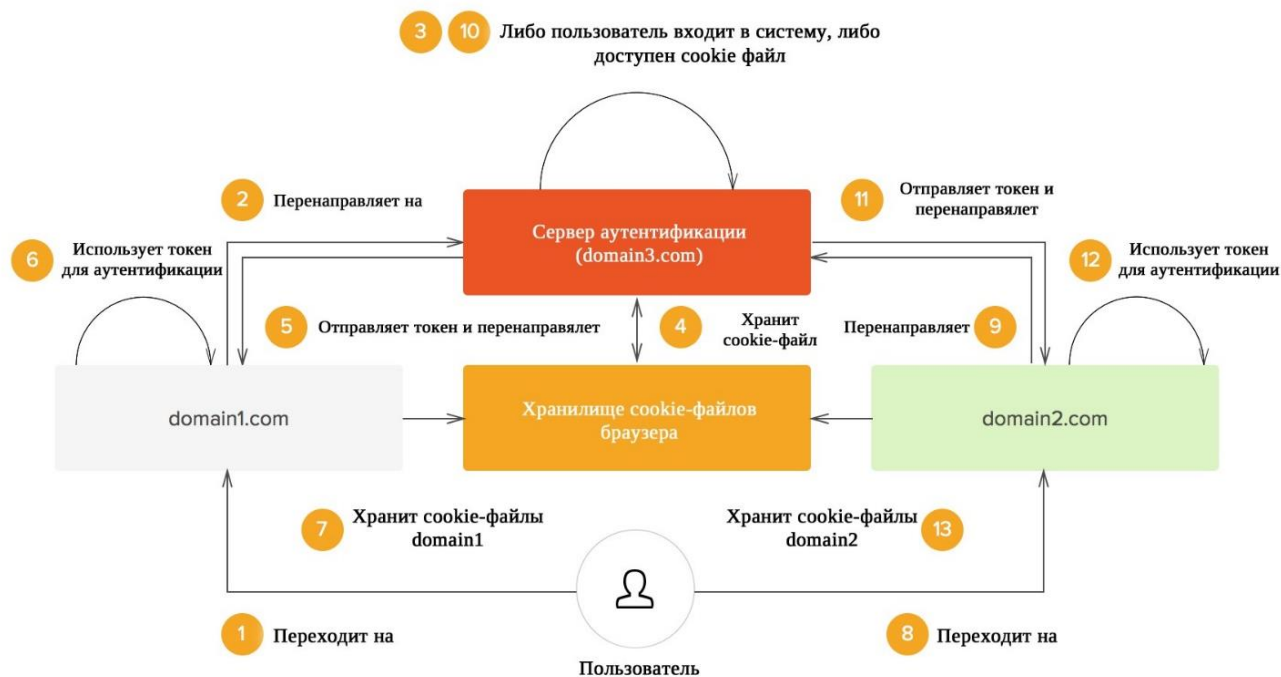 3 10 Либо пользователь входит в систему, либо
доступен cookie файл
2 Перенаправляет на
11 Отправляет токен и
перенаправялет
Сервер аутентификации
(domain3.com)
6 Использует токен
для аутентификации
12 Использует токен
для аутентификации
5 Отправляет токен и перенаправялет
4 Хранит
cookie-файл
Перенаправляет 9
domain1.com
Хранилище cookie-файлов
браузера
domain2.com
7 Хранит cookie-файлы
domain1
Хранит cookie-файлы 13
domain2
1 Переходит на
8 Переходит на
Пользователь